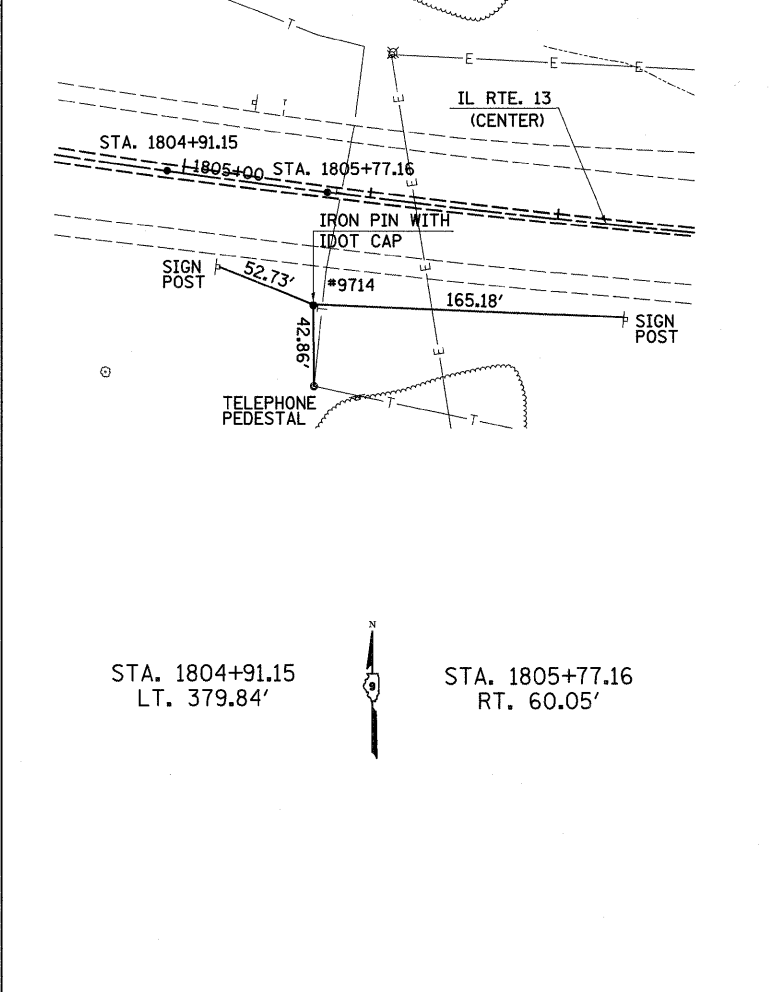 T
E E E
E
IL RTE. 13
(CENTER)
STA. 1804+91.15
1805+00
STA. 1805+77.16
E
IRON PIN WITH
IDOT CAP
SIGN
POST
52.73'
#9714
E
165.18'
SIGN
POST
42.86'
T
E
TELEPHONE
PEDESTAL
T
T
N
9
STA. 1804+91.15
LT. 379.84'
STA. 1805+77.16
RT. 60.05'